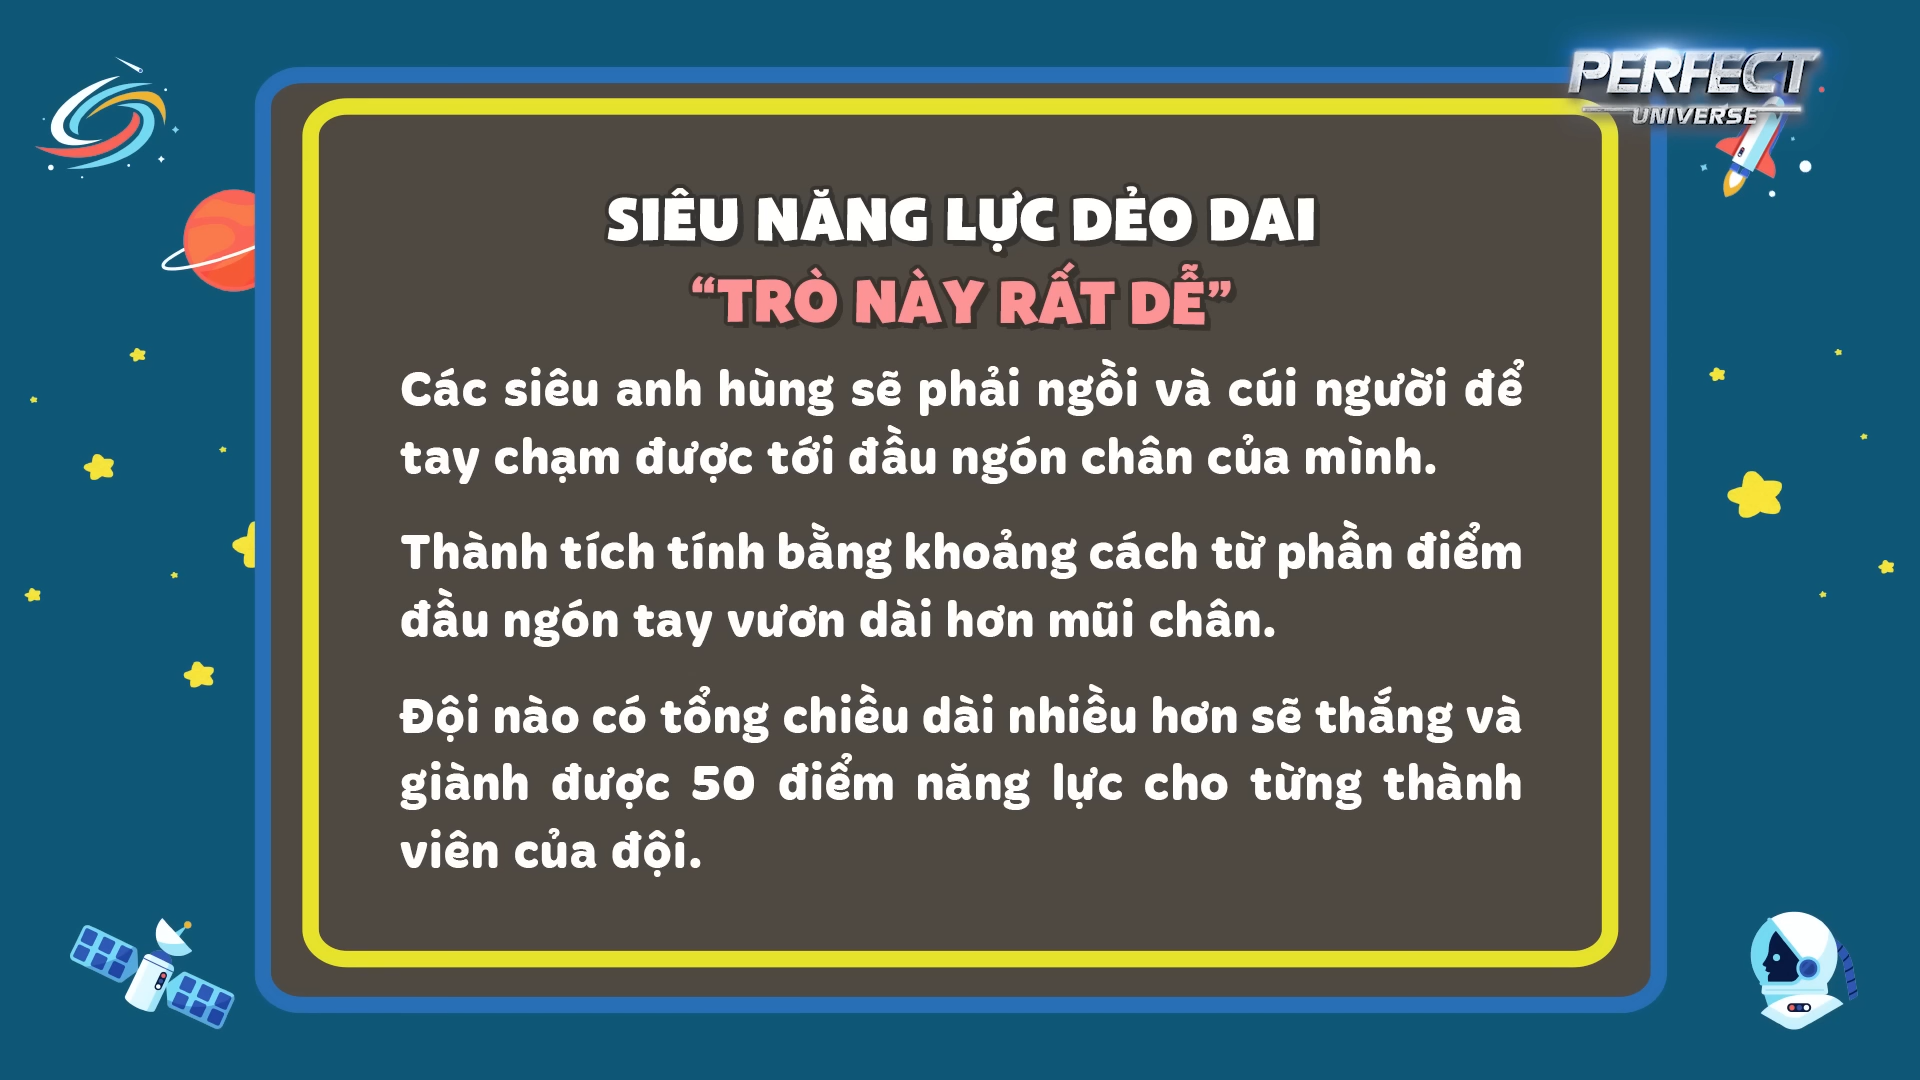 PERFECT
UNIVERSE
SIÊU NĂNG LỰC DẺO DAI
“TRÒ NÀY RẤT DỄ”
Các siêu anh hùng sẽ phải ngồi và cúi người để
tay chạm được tới đầu ngón chân của mình.
Thành tích tính bằng khoảng cách từ phần điểm
đầu ngón tay vươn dài hơn mũi chân.
Đội nào có tổng chiều dài nhiều hơn sẽ thắng và
giành được 50 điểm năng lực cho từng thành
viên của đội.